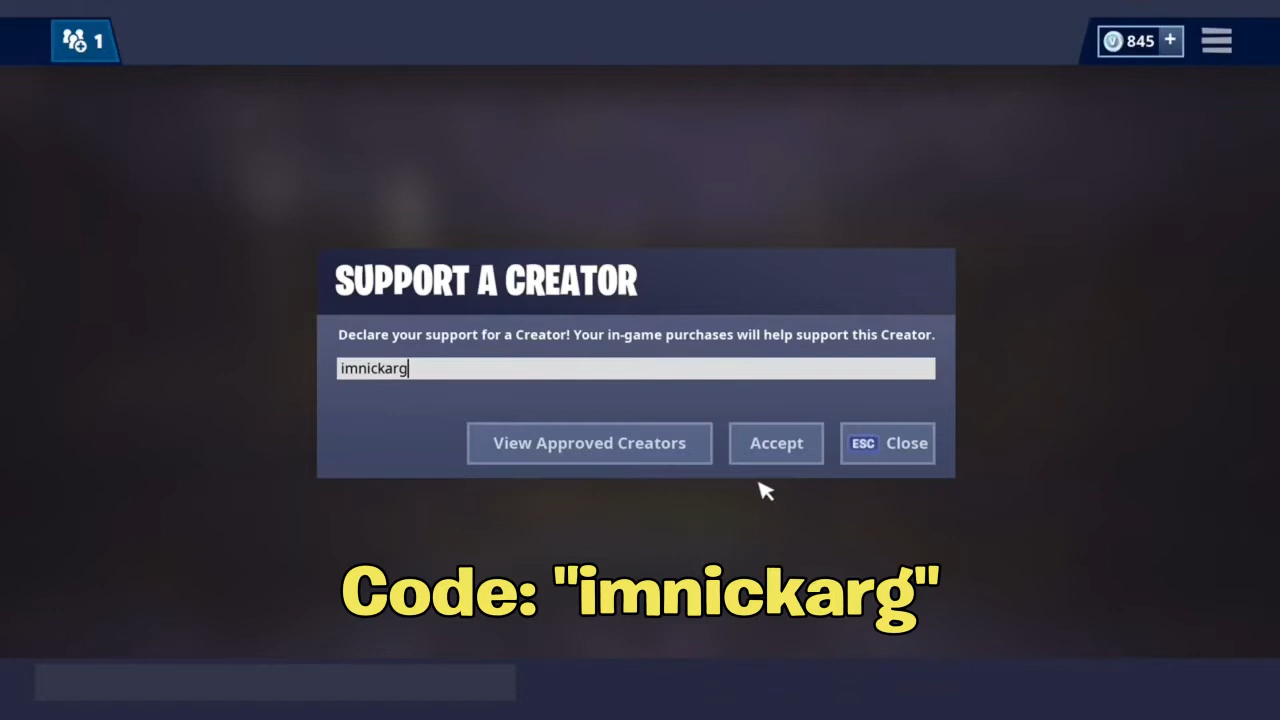 1
845 +
SUPPORT A CREATOR
Declare your support for a Creator! Your in-game purchases will help support this Creator.
imnickarg
View Approved Creators
Accept
ESC Close
Code: "imnickarg"